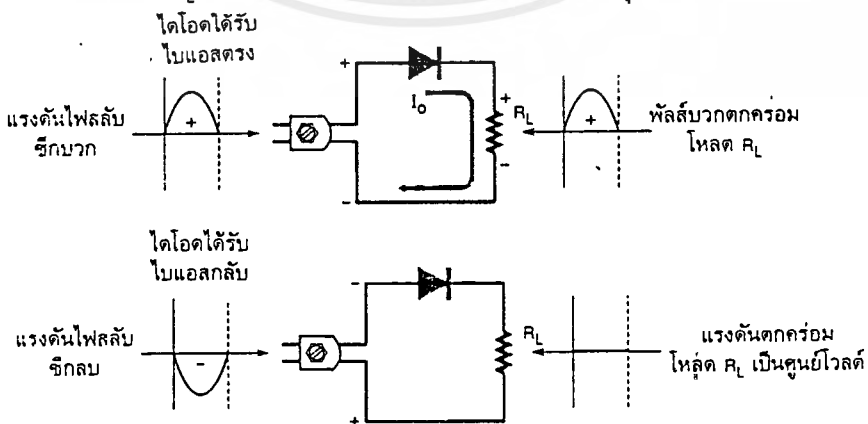 ไดโอดได้รับ
ไบแอสตรง
แรงดันไฟสลับ
ซีกบวก
+
+
I₀
R_L
+
-
-
+
พัลส์บวกตกคร่อม
โหลด R_L
ไดโอดได้รับ
ไบแอสกลับ
แรงดันไฟสลับ
ซีกลบ
-
-
R_L
+
แรงดันตกคร่อม
โหลด R_L เป็นศูนย์โวลต์